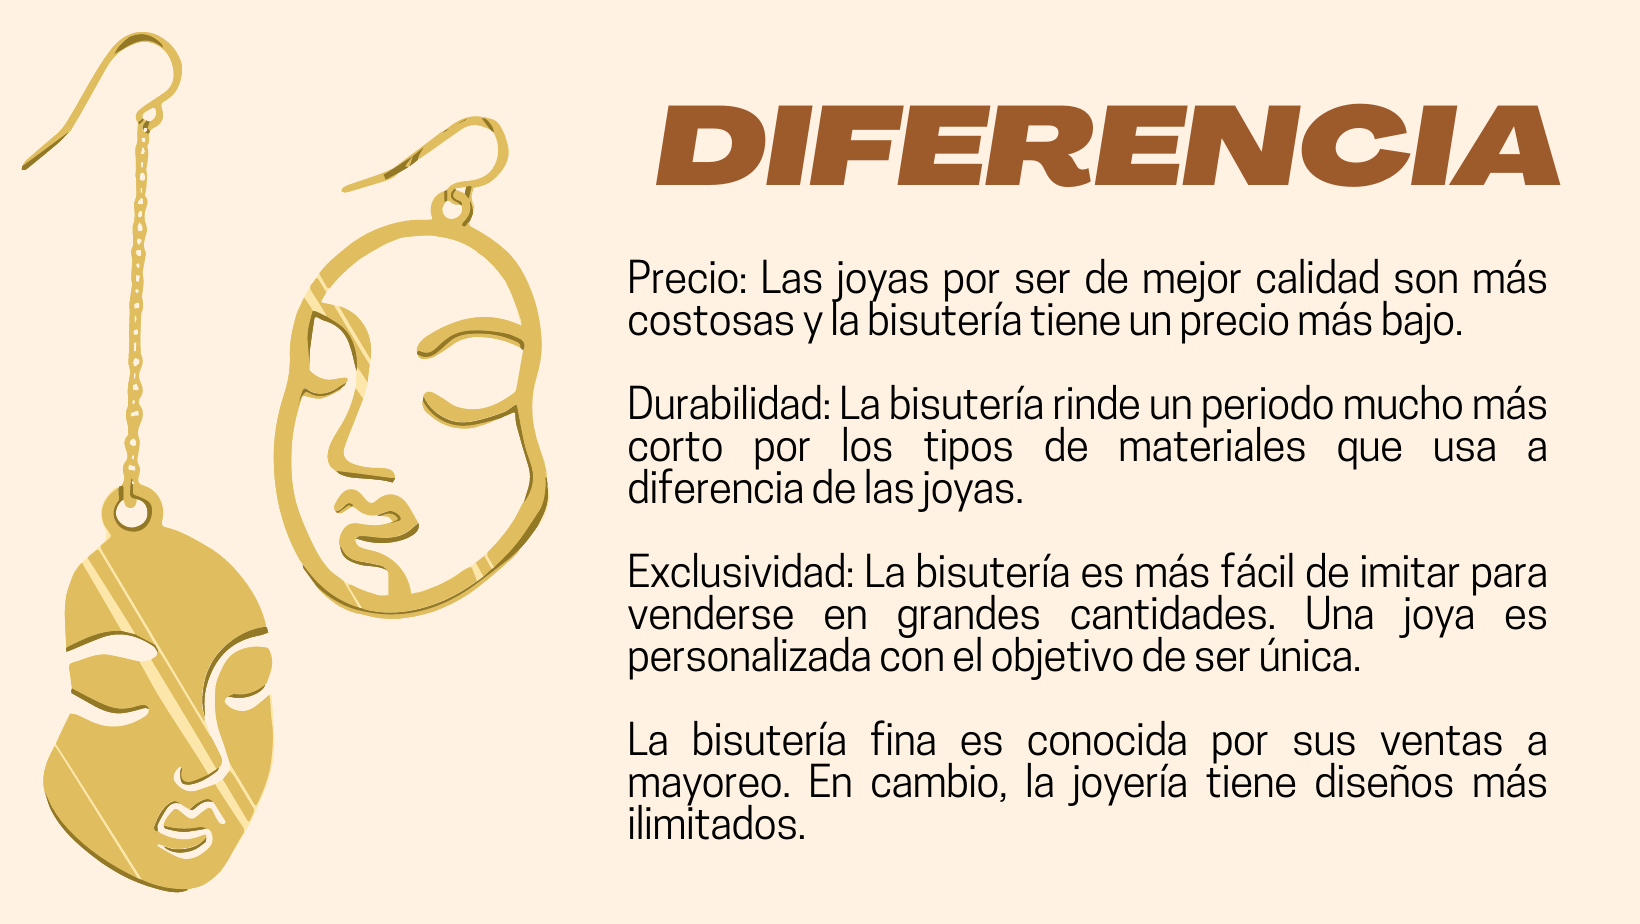 DIFERENCIA
Precio: Las joyas por ser de mejor calidad son más
costosas y la bisutería tiene un precio más bajo.
Durabilidad: La bisutería rinde un periodo mucho más
corto por los tipos de materiales que usa a
diferencia de las joyas.
Exclusividad: La bisutería es más fácil de imitar para
venderse en grandes cantidades. Una joya es
personalizada con el objetivo de ser única.
La bisutería fina es conocida por sus ventas a
mayoreo. En cambio, la joyería tiene diseños más
ilimitados.